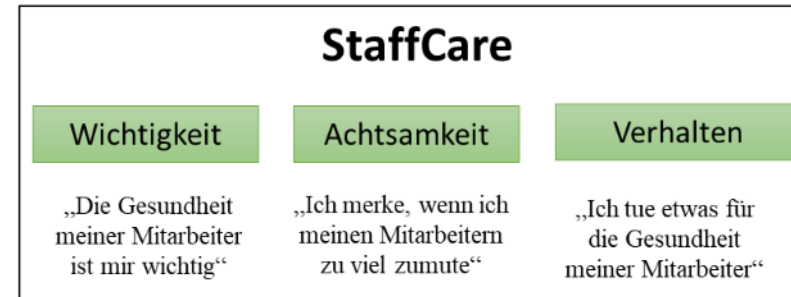 StaffCare
Wichtigkeit
Achtsamkeit
Verhalten
„Die Gesundheit
meiner Mitarbeiter
ist mir wichtig“
„Ich merke, wenn ich
meinen Mitarbeitern
zu viel zumute“
„Ich tue etwas für
die Gesundheit
meiner Mitarbeiter“